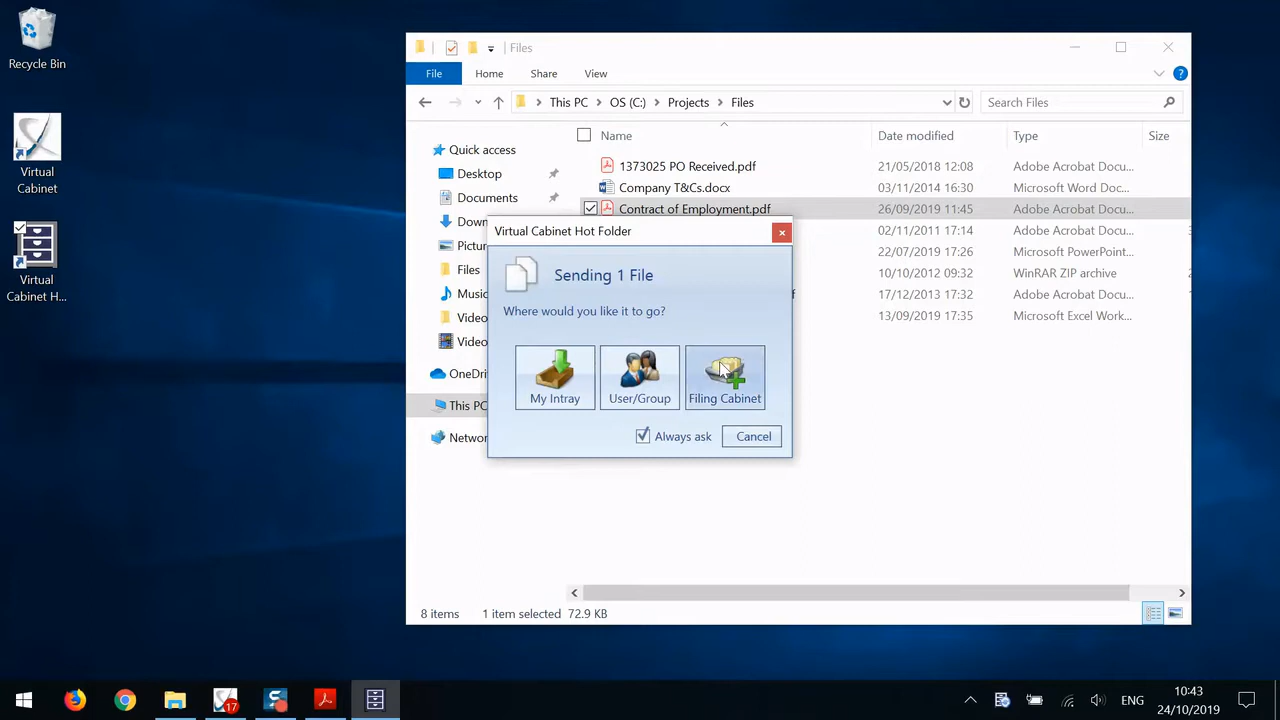 Recycle Bin
Virtual
Cabinet
Virtual
Cabinet H...
Files
File
Home
Share
View
This PC
OS (C:)
Projects
Files
Search Files
Name
Date modified
Type
Size
Quick access
Desktop
Documents
Down
Pictur
Files
Music
Video
Video
OneDri
This PC
Networ
1373025 PO Received.pdf
21/05/2018 12:08
Adobe Acrobat Docu...
Company T&Cs.docx
03/11/2014 16:30
Microsoft Word Doc...
Contract of Employment.pdf
26/09/2019 11:45
Adobe Acrobat Docu...
02/11/2011 17:14
Adobe Acrobat Docu...
22/07/2019 12:26
Microsoft PowerPoint...
10/10/2012 09:32
WinRAR ZIP archive
17/12/2013 17:32
Adobe Acrobat Docu...
13/09/2019 17:35
Microsoft Excel Work...
Virtual Cabinet Hot Folder
Sending 1 File
Where would you like it to go?
My Intray
User/Group
Filing Cabinet
Always ask
Cancel
8 items
1 item selected 72.9 KB
17
ENG
10:43
24/10/2019